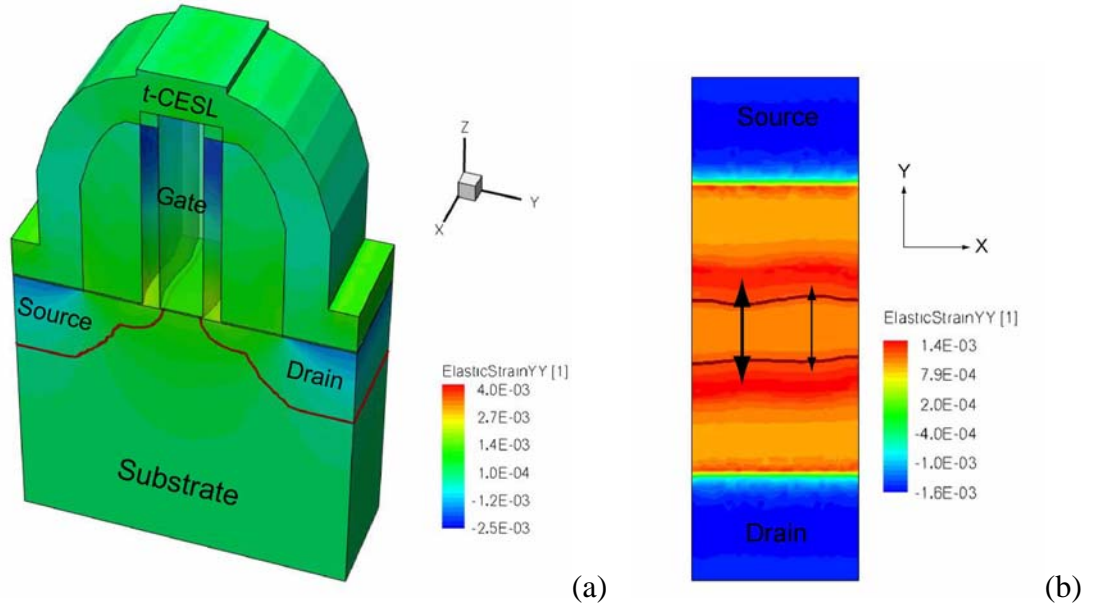 t-CESL
Gate
Source
Drain
Substrate
Z
Y
X
ElasticStrainYY [1]
4.0E-03
2.7E-03
1.4E-03
1.0E-04
-1.2E-03
-2.5E-03
(a)
Source
Drain
Y
X
ElasticStrainYY [1]
1.4E-03
7.9E-04
2.0E-04
-4.0E-04
-1.0E-03
-1.6E-03
(b)